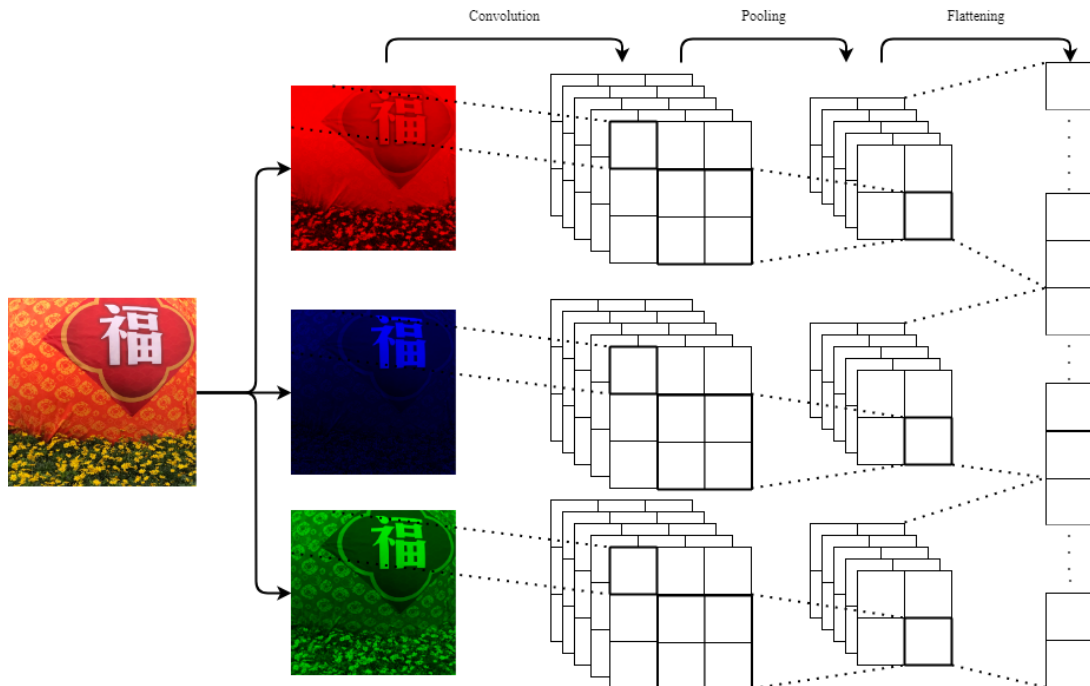 Convolution
Pooling
Flattening
福
福
福
福